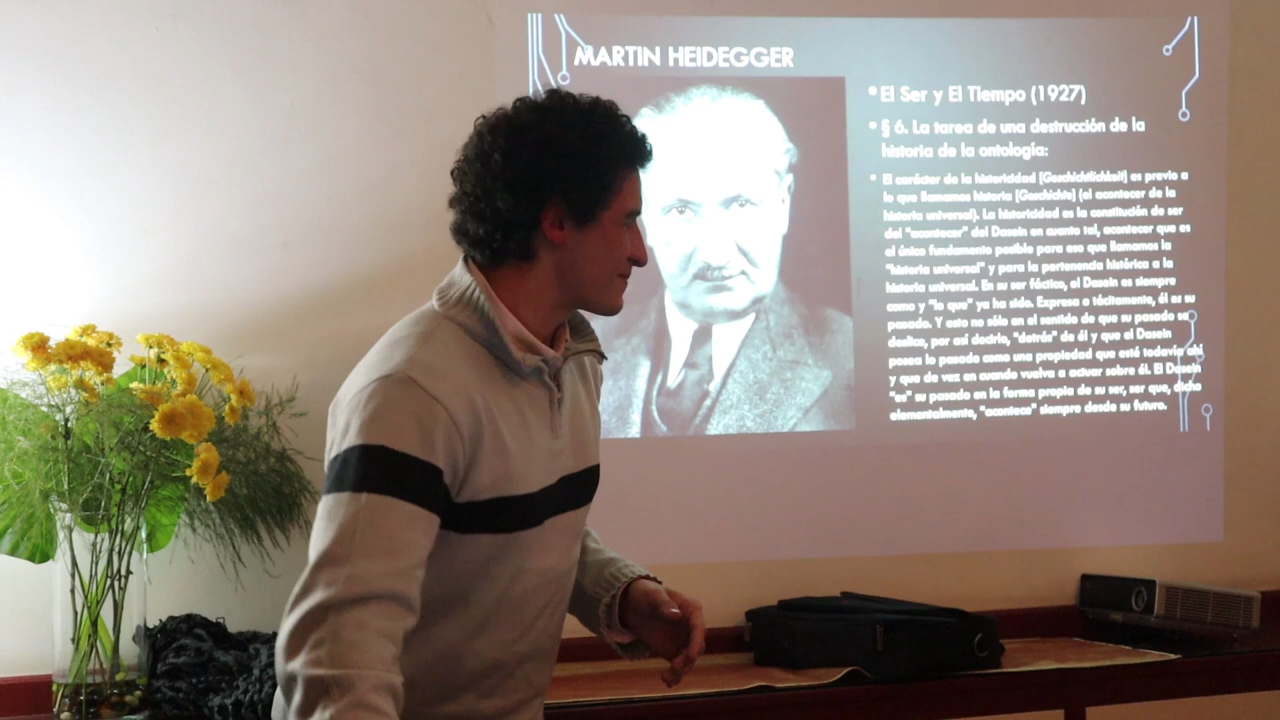 MARTIN HEIDEGGER
• El Ser y El Tiempo (1927)
• § 6. La tarea de una destrucción de la
historia de la ontología:
▪ El carácter de la historicidad [Geschichtlichkeit] es previo a
lo que llamamos historia [Geschichte] (el acontecer de la
historia universal). La historicidad es la constitución de ser
del "acontecer" del Dasein en cuanto tal, acontecer que es
el único fundamento posible para eso que llamamos la
"historia universal" y para la pertenencia histórica a la
historia universal. En su ser fáctico, el Dasein es siempre
como y "lo que" ya ha sido. Expresa o tácitamente, él es su
pasado. Y esto no sólo en el sentido de que su pasado se
deslice, por así decirlo, "detrás" de él y que el Dasein
posea lo pasado como una propiedad que esté todavía ahí
y que de vez en cuando vuelva a actuar sobre él. El Dasein
"es" su pasado en la forma propia de su ser, ser que, dicho
elementalmente, "acontece" siempre desde su futuro.